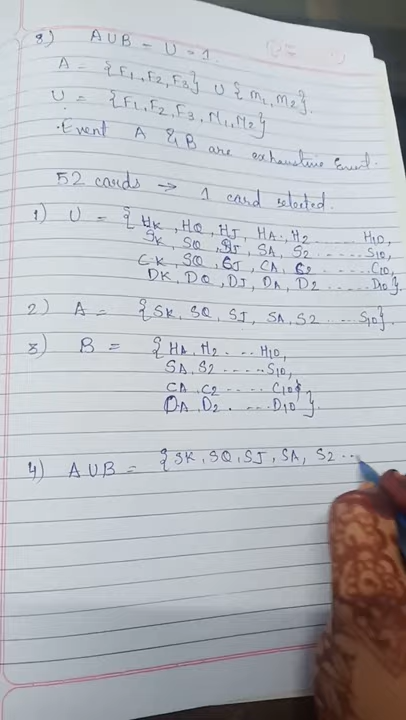 8) AUB = U = 1.
A = {F1, F2, F3} U {M1, M2}.
U = {F1, F2, F3, M1, M2}
. Event A & B are exhaustive Event.
52 cards → 1 card selected.
1) U = {HK, HQ, HJ, HA, H2 ...... H10,
SK, SQ, SJ, SA, S2 ...... S10,
CK, SQ, CJ, CA, C2 ...... C10,
DK, DQ, DJ, DA, D2 ...... D10}
2) A = {SK, SQ, SJ, SA, S2 .... S10}.
3) B = {HA, H2 .... H10,
SA, S2 ..... S10,
CA, C2 ..... C10
DA, D2. .... D10}.
4) AUB = {SK, SQ, SJ, SA, S2 ...